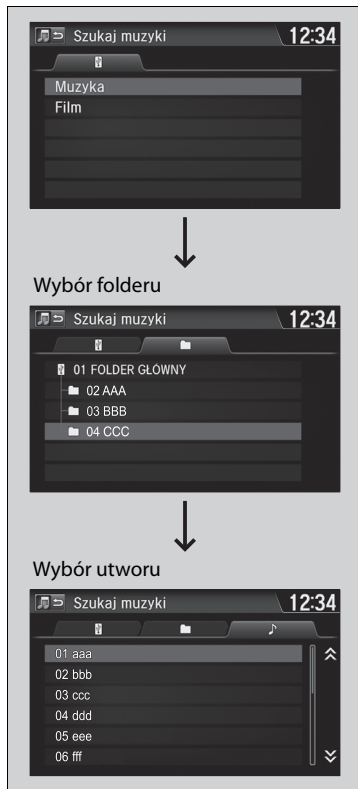 Szukaj muzyki 12:34
Muzyka
Film
Wybór folderu
Szukaj muzyki 12:34
01 FOLDER GŁÓWNY
02 AAA
03 BBB
04 CCC
Wybór utworu
Szukaj muzyki 12:34
01 aaa
02 bbb
03 ccc
04 ddd
05 eee
06 fff